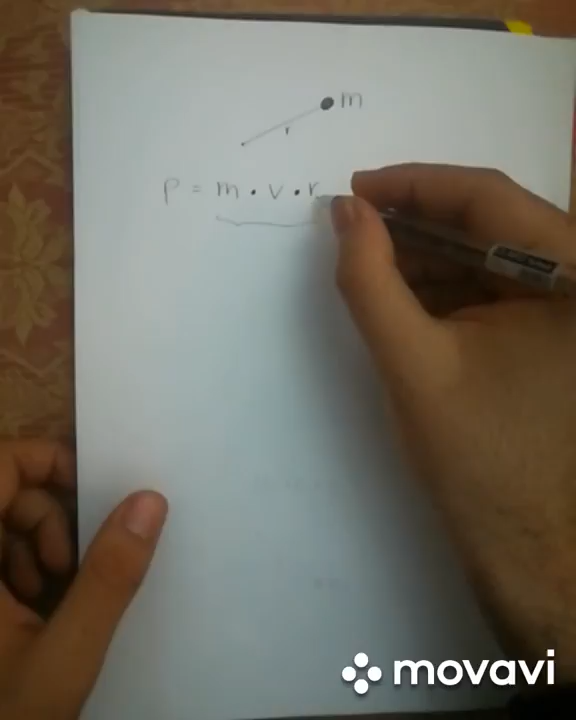 m
r
P = m · v · r
movavi